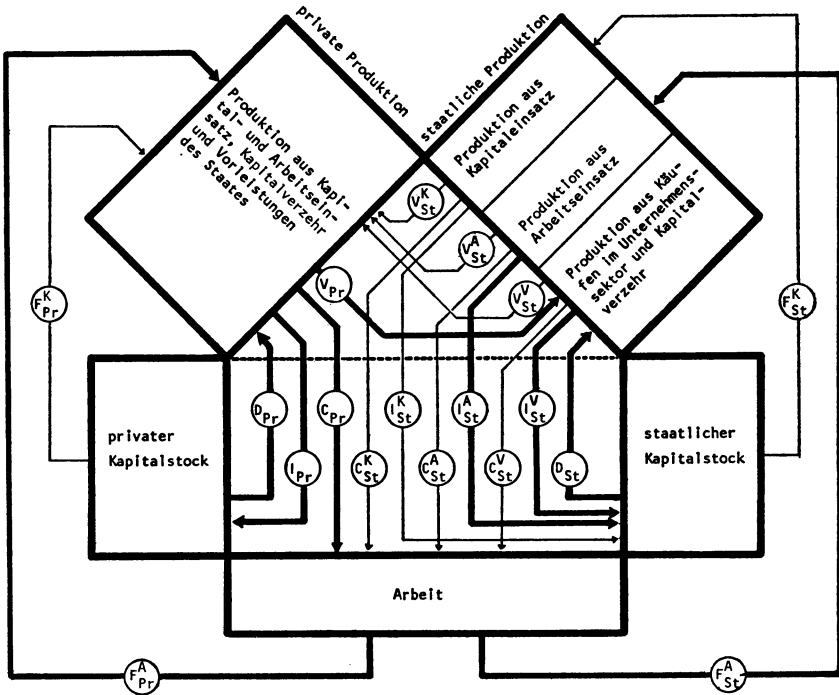 private Produktion
staatliche Produktion
Produktion aus Kapi-
tal- und Arbeitsein-
satz, Kapitalverzehr
und Vorleistungen
des Staates
Produktion aus
Kapitaleinsatz
Produktion aus
Arbeitseinsatz
Produktion aus Käu-
fen im Unternehmens-
sektor und Kapital-
verzehr
V^K_St
V^A_St
V_Pr
V^V_St
F^K_Pr
F^K_St
D_Pr
C_Pr
I^K_St
I^A_St
I^V_St
I_Pr
C^K_St
C^A_St
C^V_St
D_St
privater
Kapitalstock
staatlicher
Kapitalstock
Arbeit
F^A_Pr
F^A_St